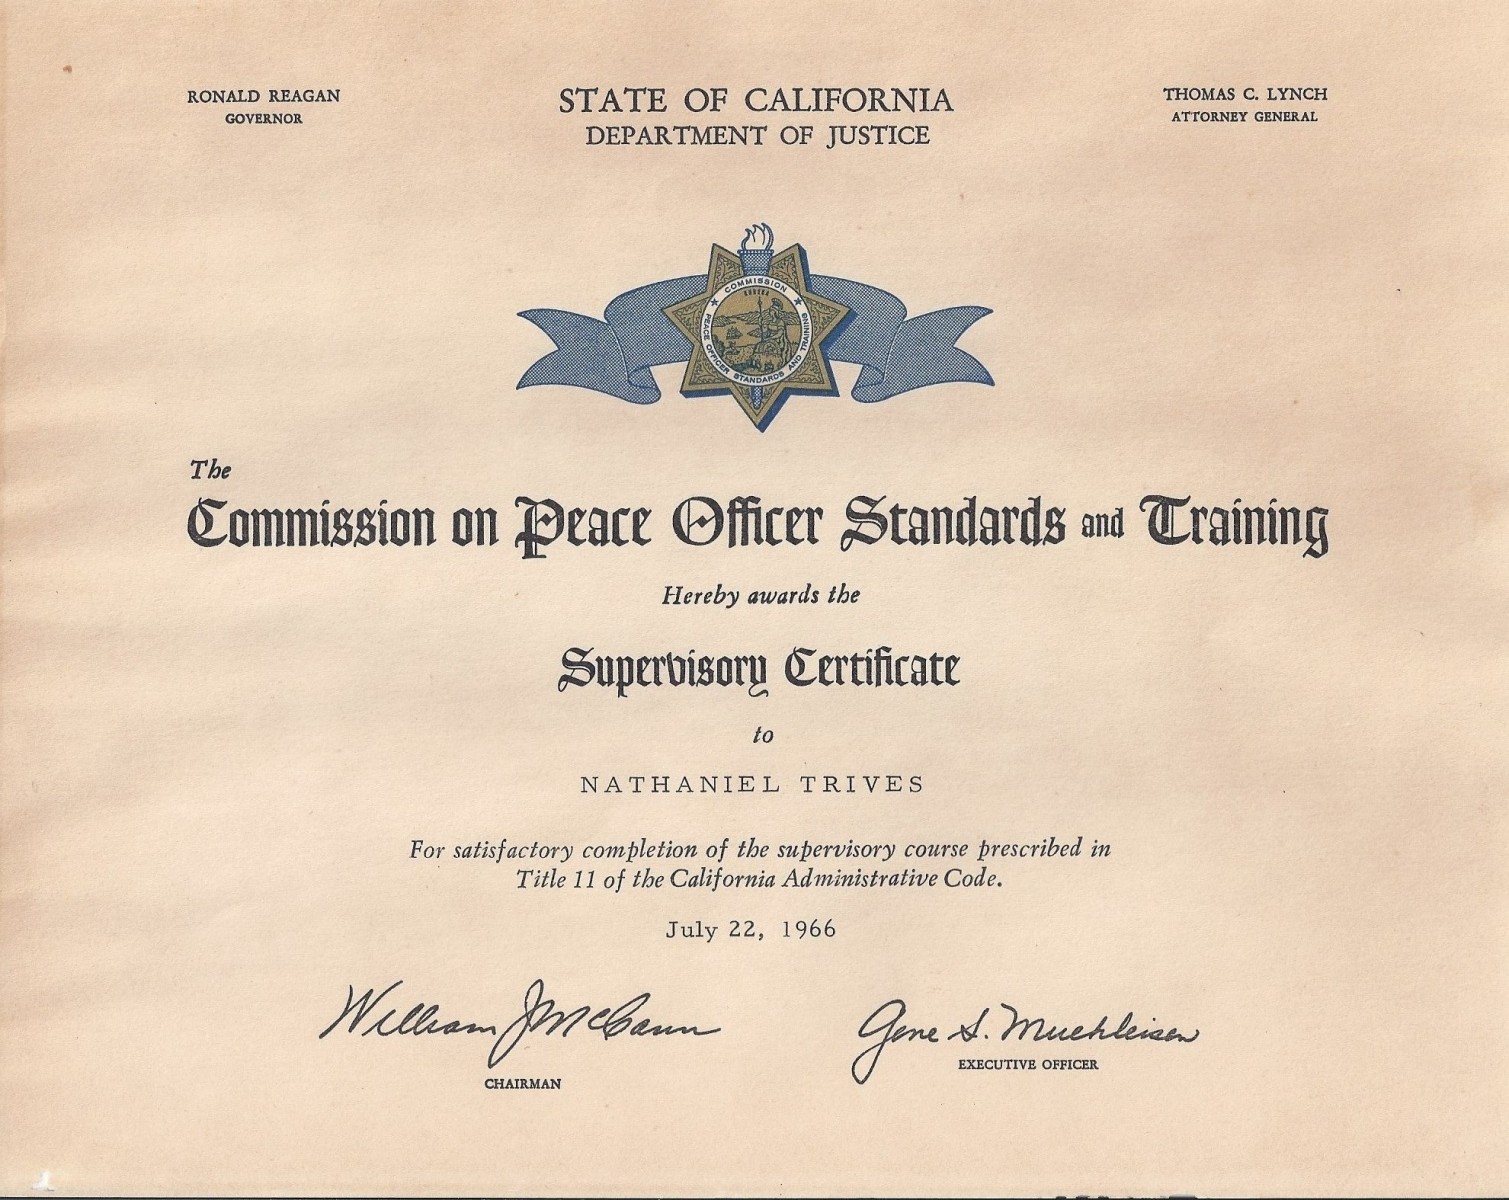 RONALD REAGAN
GOVERNOR
STATE OF CALIFORNIA
DEPARTMENT OF JUSTICE
THOMAS C. LYNCH
ATTORNEY GENERAL
COMMISSION
PEACE OFFICER STANDARDS AND TRAINING
EUREKA
The
Commission on Peace Officer Standards and Training
Hereby awards the
Supervisory Certificate
to
NATHANIEL TRIVES
For satisfactory completion of the supervisory course prescribed in
Title 11 of the California Administrative Code.
July 22, 1966
William J McCann
CHAIRMAN
Gene S. Muehleisen
EXECUTIVE OFFICER